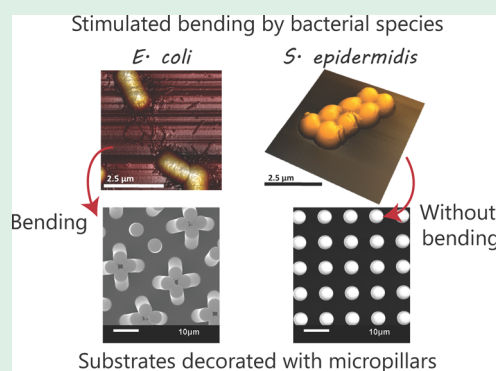 Stimulated bending by bacterial species
E. coli
S. epidermidis
2.5 µm
2.5 µm
Bending
Without
bending
10µm
10µm
Substrates decorated with micropillars